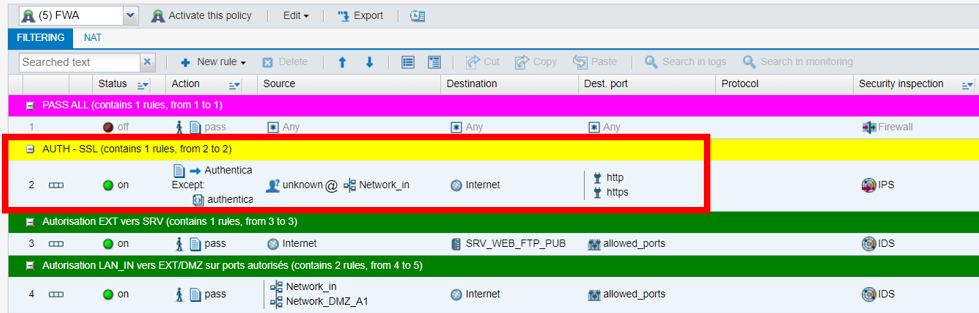 (5) FWA Activate this policy Edit Export
FILTERING NAT
Searched text New rule Delete Cut Copy Paste Search in logs Search in monitoring
Status Action Source Destination Dest. port Protocol Security inspection
PASS ALL (contains 1 rules, from 1 to 1)
1 off pass Any Any Any Firewall
AUTH - SSL (contains 1 rules, from 2 to 2)
Authentica
http
2 on Except: unknown @ Network_in Internet IPS
https
authentica
Autorisation EXT vers SRV (contains 1 rules, from 3 to 3)
3 on pass Internet SRV_WEB_FTP_PUB allowed_ports IDS
Autorisation LAN_IN vers EXT/DMZ sur ports autorisés (contains 2 rules, from 4 to 5)
Network_in
4 on pass Internet allowed_ports IDS
Network_DMZ_A1